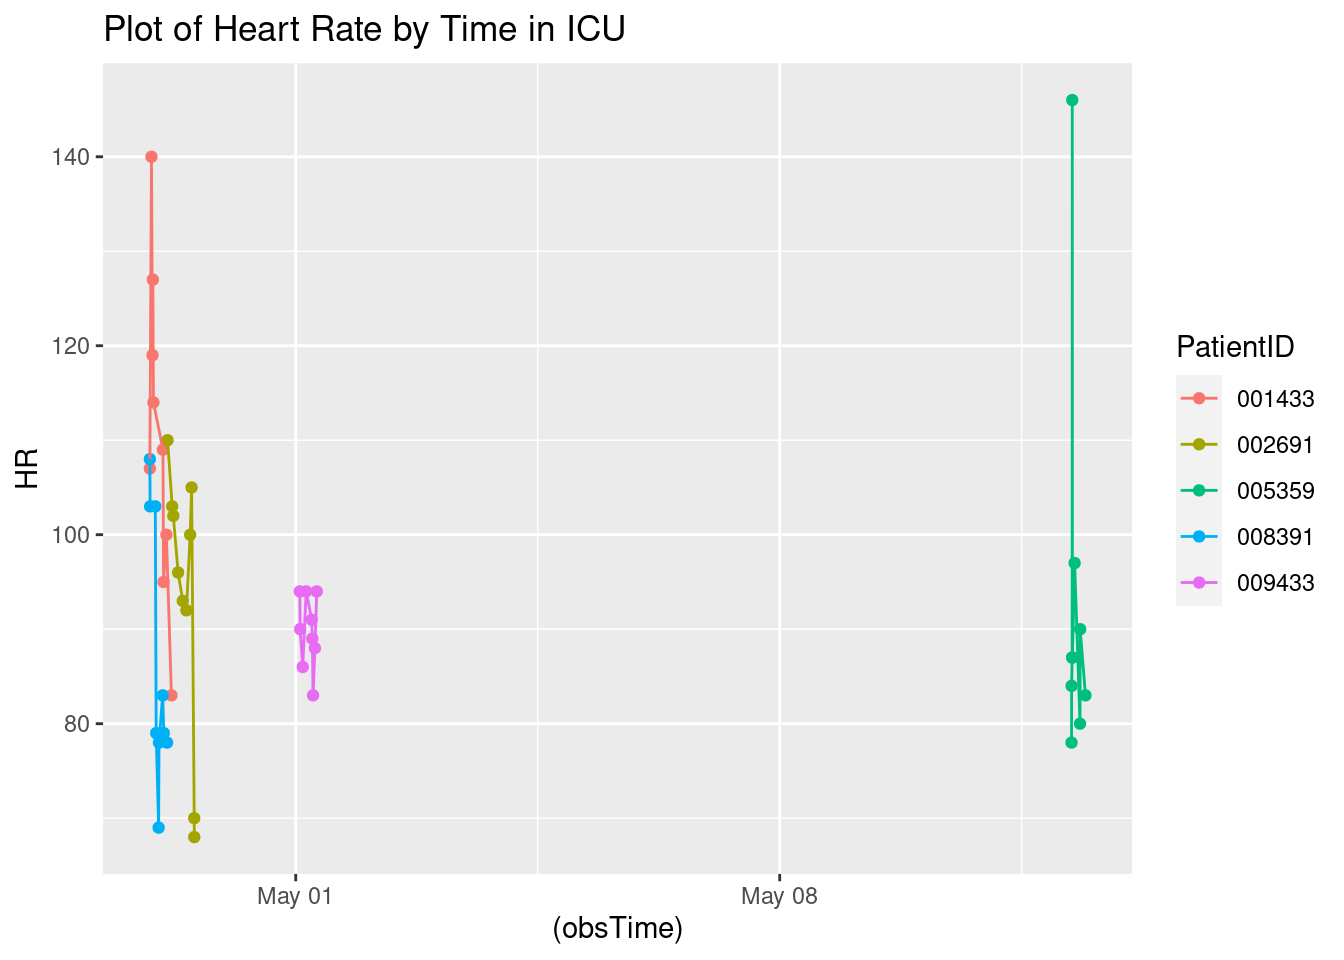 Plot of Heart Rate by Time in ICU
140
120
100
80
HR
May 01
May 08
(obsTime)
PatientID
001433
002691
005359
008391
009433